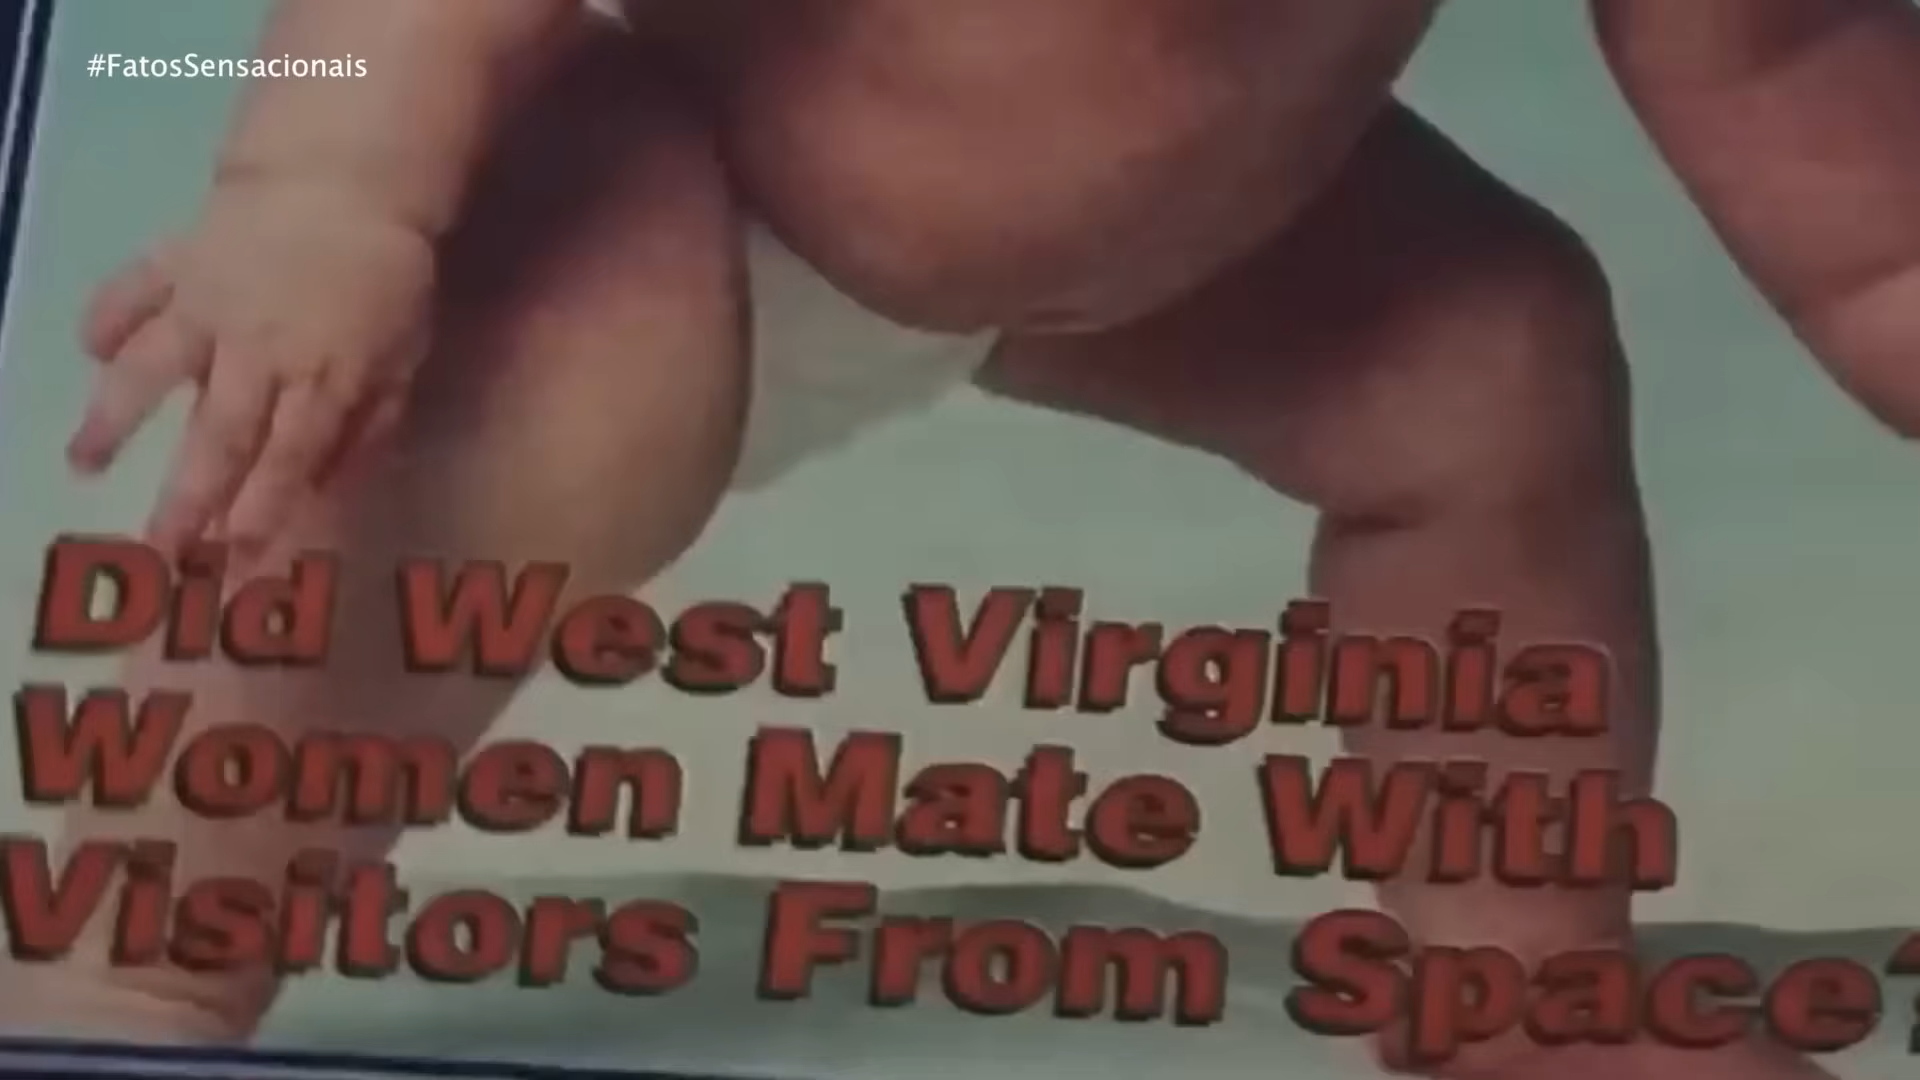 #FatosSensacionais
Did West Virginia
Women Mate With
Visitors From Space?